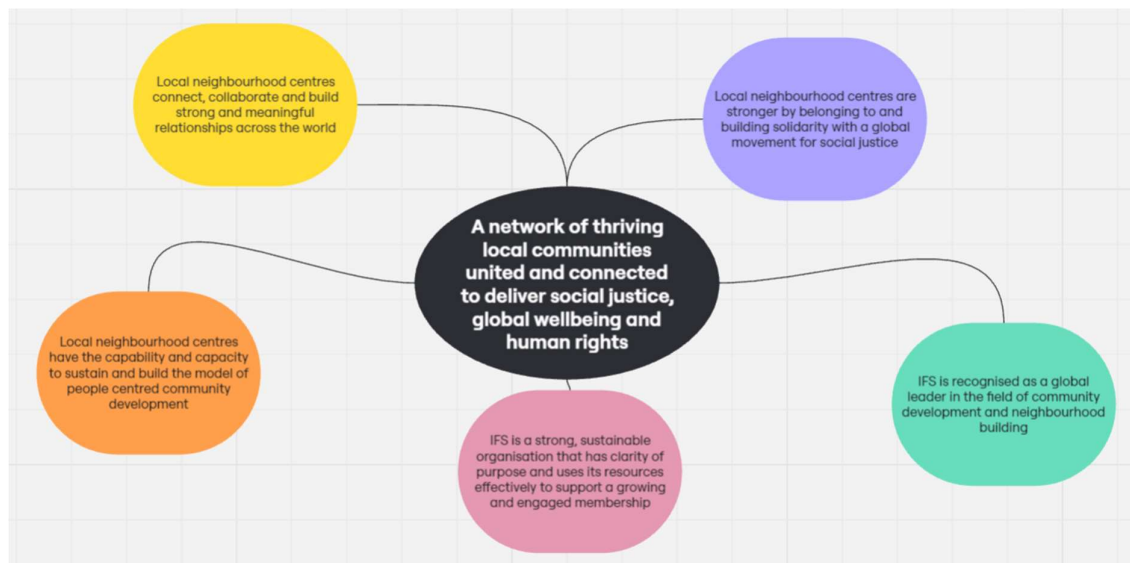 Local neighbourhood centres
connect, collaborate and build
strong and meaningful
relationships across the world
Local neighbourhood centres are
stronger by belonging to and
building solidarity with a global
movement for social justice
A network of thriving
local communities
united and connected
to deliver social justice,
global wellbeing and
human rights
Local neighbourhood centres
have the capability and capacity
to sustain and build the model of
people centred community
development
IFS is recognised as a global
leader in the field of community
development and neighbourhood
building
IFS is a strong, sustainable
organisation that has clarity of
purpose and uses its resources
effectively to support a growing
and engaged membership